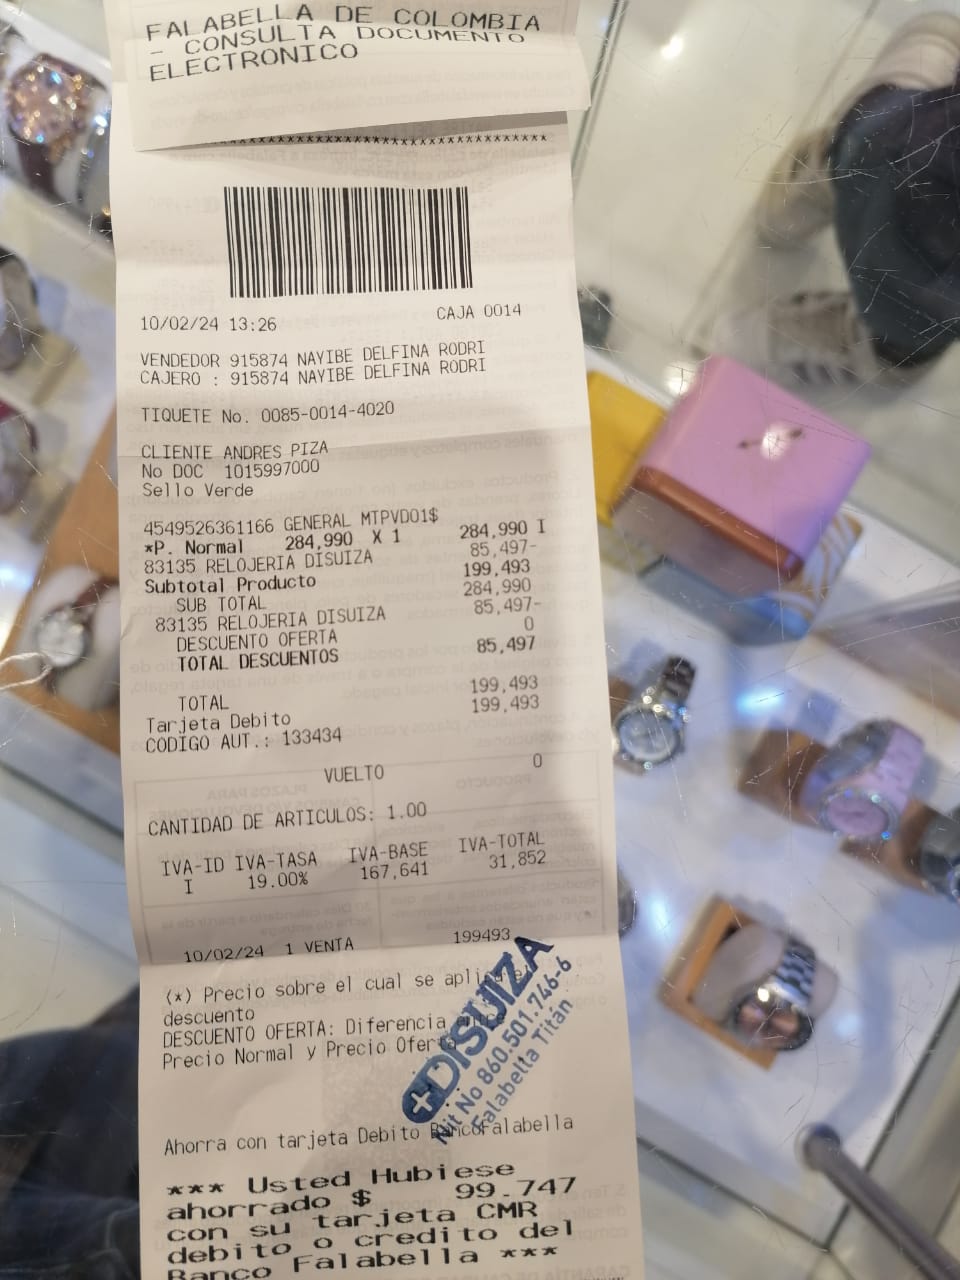 FALABELLA DE COLOMBIA
- CONSULTA DOCUMENTO
ELECTRONICO
10/02/24 13:26 CAJA 0014
VENDEDOR 915874 NAYIBE DELFINA RODRI
CAJERO : 915874 NAYIBE DELFINA RODRI
TIQUETE No. 0085-0014-4020
CLIENTE ANDRES PIZA
No DOC 1015997000
Sello Verde
4549526361166 GENERAL MTPVD01$
*P. Normal 284,990 X 1 284,990 I
83135 RELOJERIA DISUIZA 85,497-
Subtotal Producto 199,493
SUB TOTAL 284,990
83135 RELOJERIA DISUIZA 85,497-
DESCUENTO OFERTA 0
TOTAL DESCUENTOS 85,497
TOTAL 199,493
Tarjeta Debito 199,493
CODIGO AUT.: 133434
VUELTO 0
CANTIDAD DE ARTICULOS: 1.00
IVA-ID IVA-TASA IVA-BASE IVA-TOTAL
I 19.00% 167,641 31,852
10/02/24 1 VENTA 199493
(*) Precio sobre el cual se aplica el
descuento
DESCUENTO OFERTA: Diferencia entre
Precio Normal y Precio Oferta
DISUIZA
Nit No 860.501.746-6
Falabella Titán
Ahorra con tarjeta Debito BancoFalabella
*** Usted Hubiese
ahorrado $ 99.747
con su tarjeta CMR
debito o credito del
Banco Falabella ***